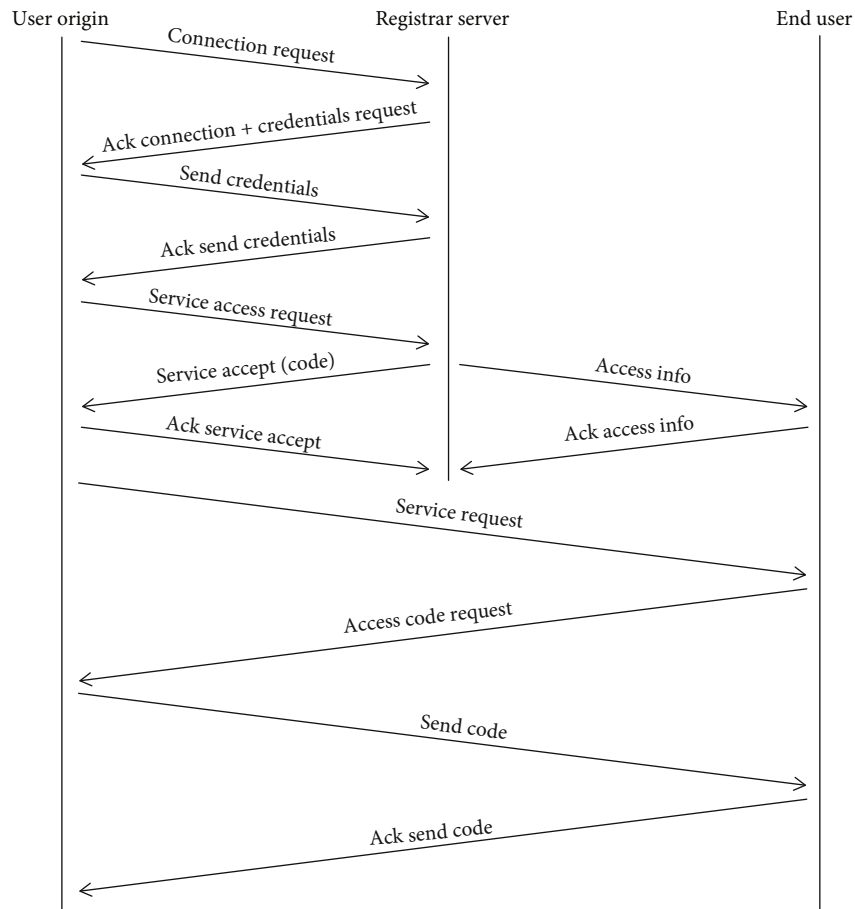 User origin
Registrar server
End user
Connection request
Ack connection + credentials request
Send credentials
Ack send credentials
Service access request
Service accept (code)
Access info
Ack service accept
Ack access info
Service request
Access code request
Send code
Ack send code